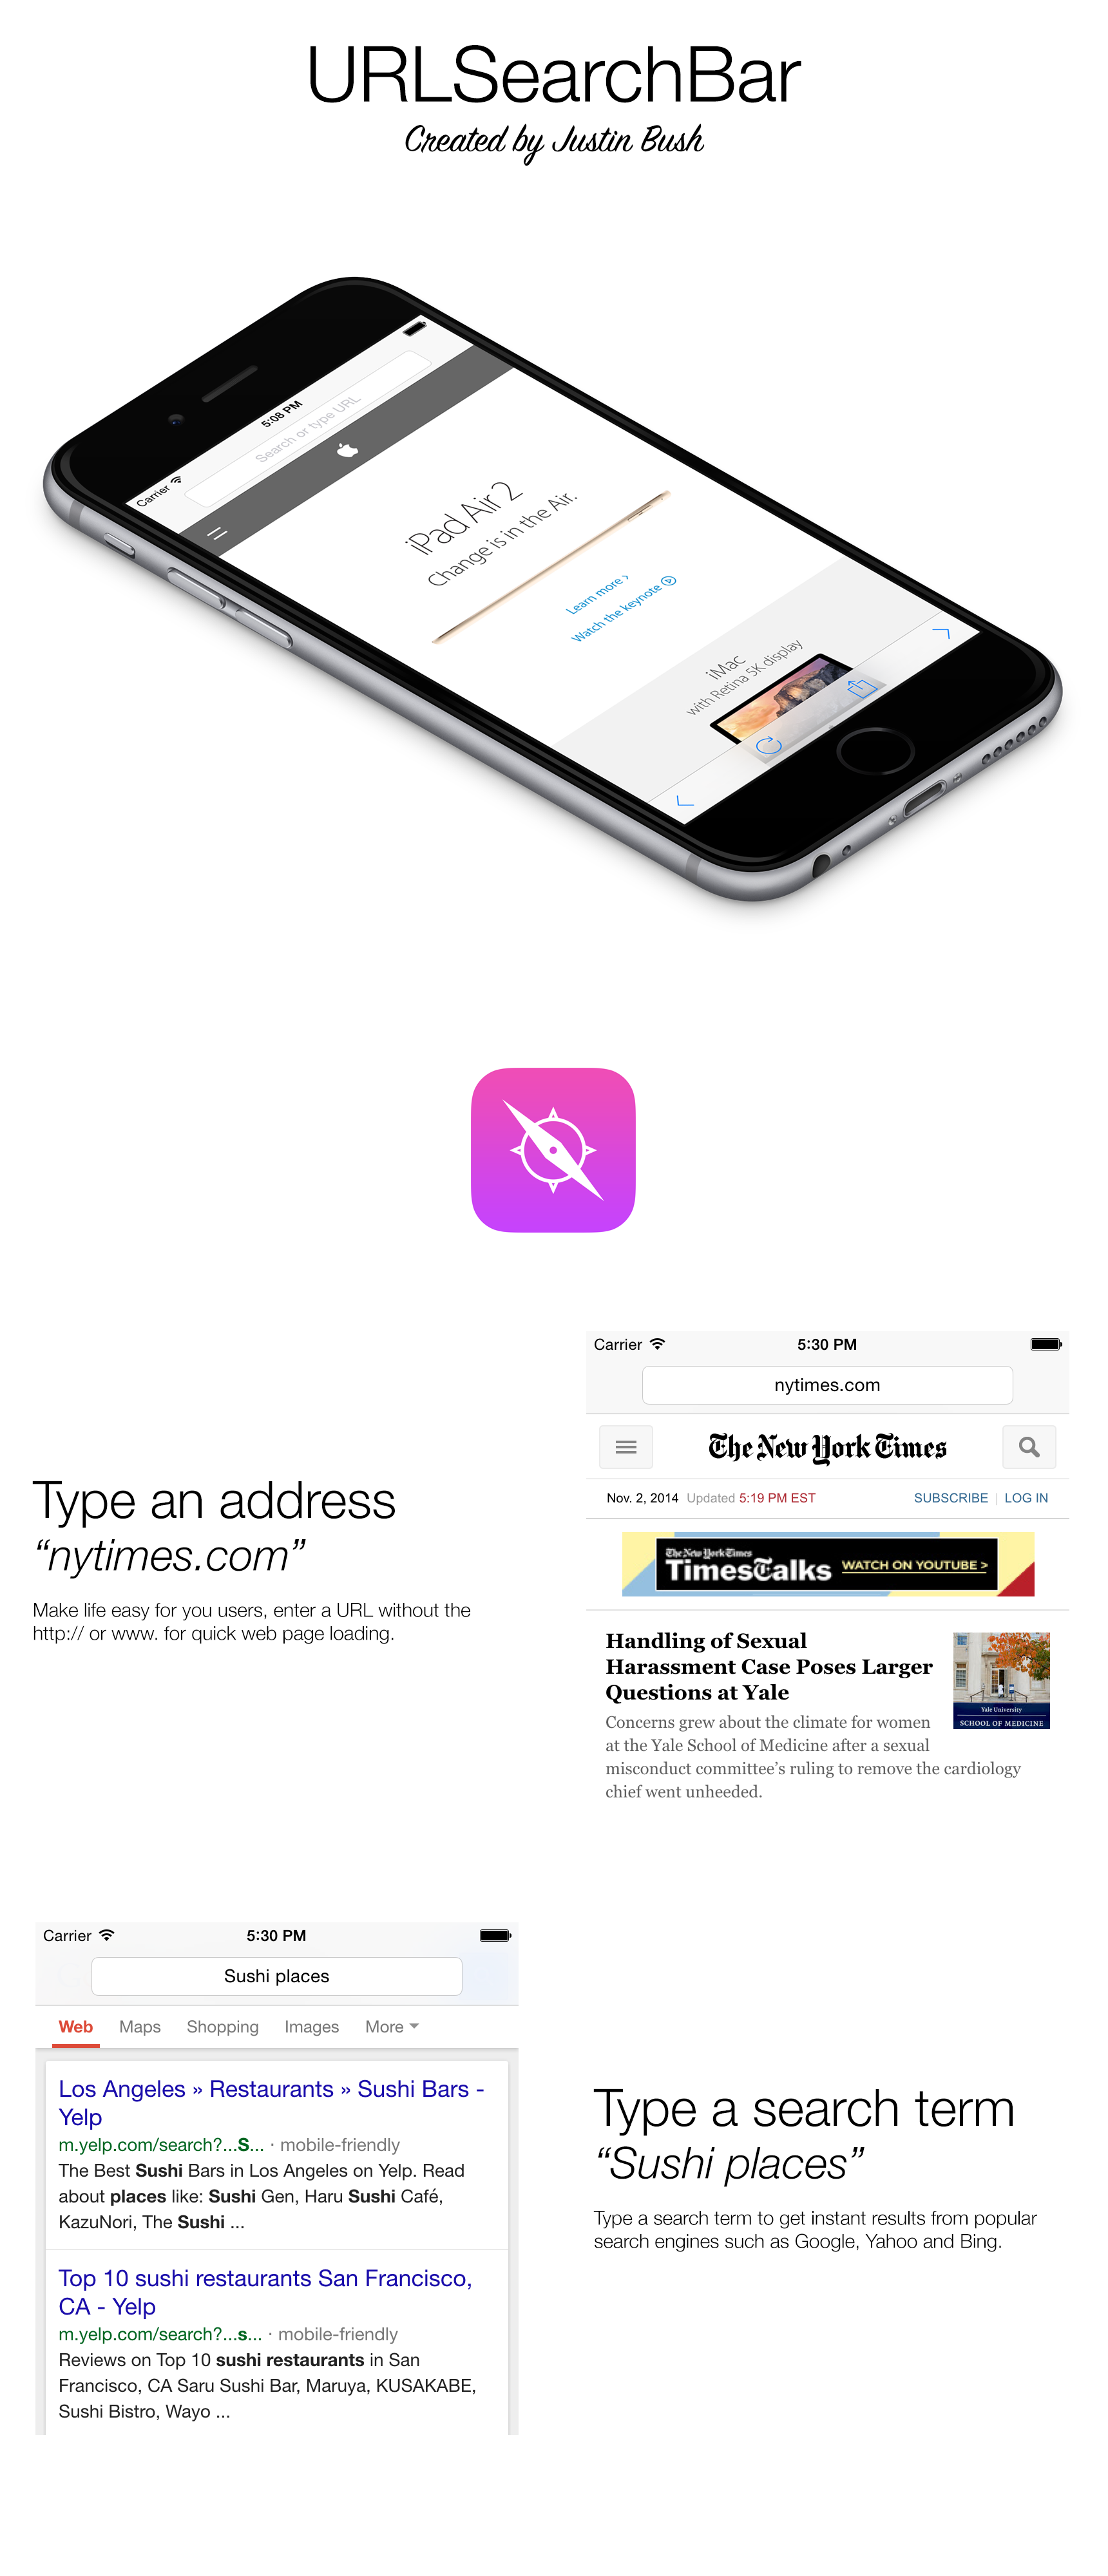 URLSearchBar
Created by Justin Bush
Carrier
5:08 PM
Search or type URL
iPad Air 2
Change is in the Air.
Learn more >
Watch the keynote
iMac
with Retina 5K display
Carrier
5:30 PM
nytimes.com
The New York Times
Nov. 2, 2014 Updated 5:19 PM EST
SUBSCRIBE | LOG IN
The New York Times
TimesTalks
WATCH ON YOUTUBE >
Type an address
“nytimes.com”
Make life easy for you users, enter a URL without the
http:// or www. for quick web page loading.
Handling of Sexual
Harassment Case Poses Larger
Questions at Yale
Yale University
SCHOOL OF MEDICINE
Concerns grew about the climate for women
at the Yale School of Medicine after a sexual
misconduct committee’s ruling to remove the cardiology
chief went unheeded.
Carrier
5:30 PM
Sushi places
Web Maps Shopping Images More
Los Angeles » Restaurants » Sushi Bars -
Yelp
m.yelp.com/search?...S... · mobile-friendly
The Best Sushi Bars in Los Angeles on Yelp. Read
about places like: Sushi Gen, Haru Sushi Café,
KazuNori, The Sushi ...
Top 10 sushi restaurants San Francisco,
CA - Yelp
m.yelp.com/search?...s... · mobile-friendly
Reviews on Top 10 sushi restaurants in San
Francisco, CA Saru Sushi Bar, Maruya, KUSAKABE,
Sushi Bistro, Wayo ...
Type a search term
“Sushi places”
Type a search term to get instant results from popular
search engines such as Google, Yahoo and Bing.